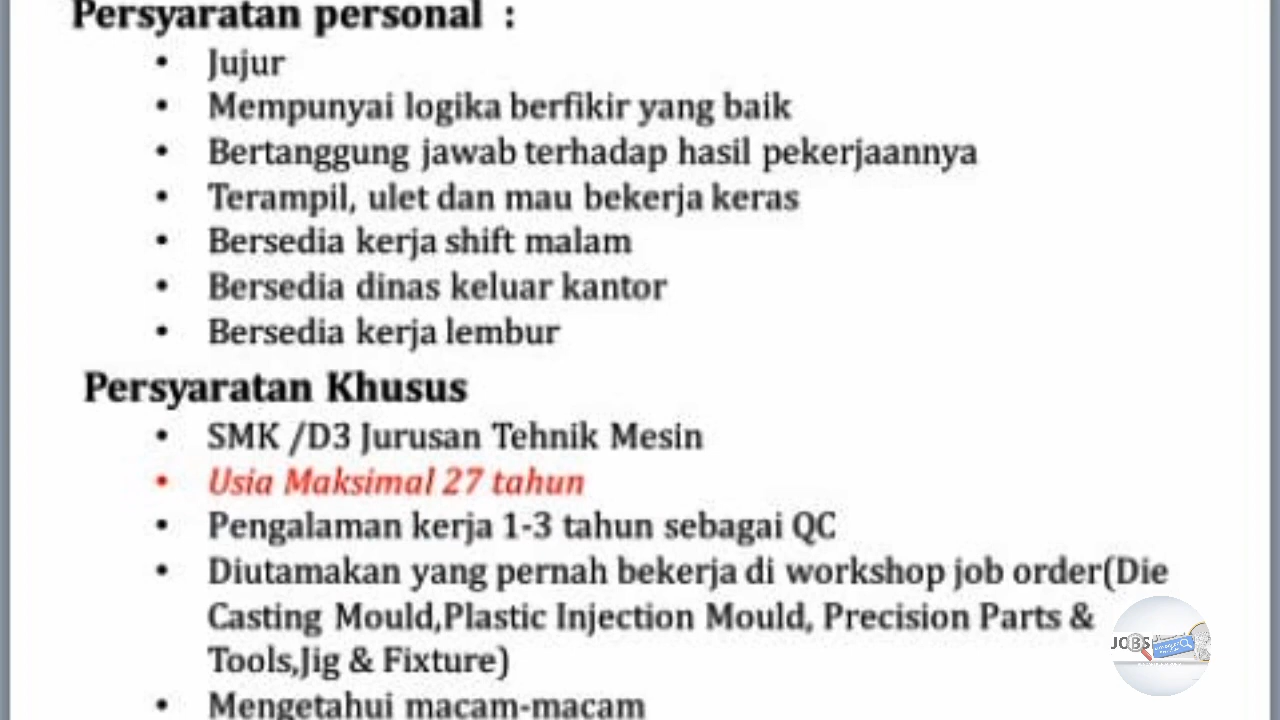 Persyaratan personal :
• Jujur
• Mempunyai logika berfikir yang baik
• Bertanggung jawab terhadap hasil pekerjaannya
• Terampil, ulet dan mau bekerja keras
• Bersedia kerja shift malam
• Bersedia dinas keluar kantor
• Bersedia kerja lembur
Persyaratan Khusus
• SMK /D3 Jurusan Tehnik Mesin
• Usia Maksimal 27 tahun
• Pengalaman kerja 1-3 tahun sebagai QC
• Diutamakan yang pernah bekerja di workshop job order(Die
Casting Mould,Plastic Injection Mould, Precision Parts &
Tools,Jig & Fixture)
JOBS
• Mengetahui macam-macam